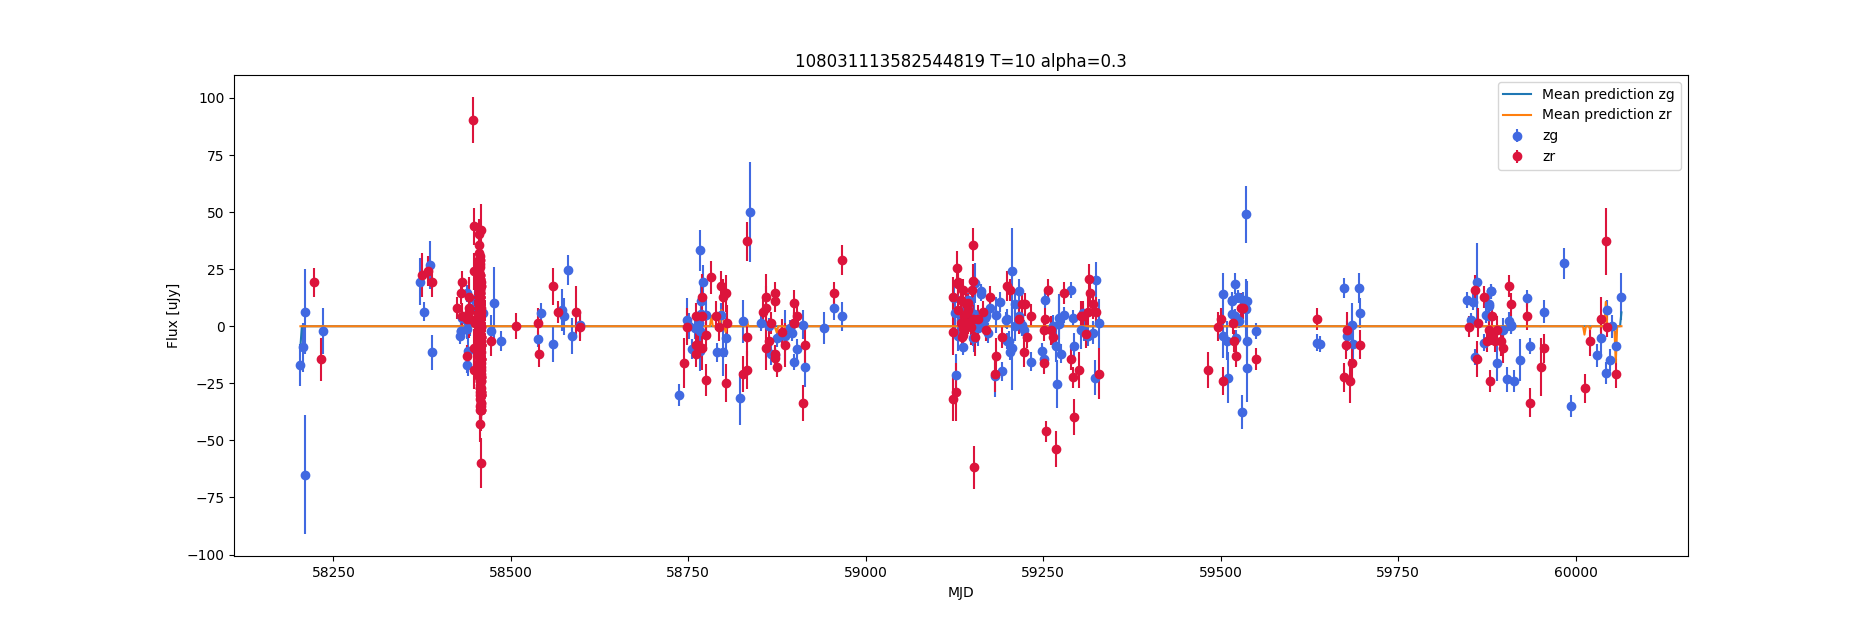 108031113582544819 T=10 alpha=0.3
Mean prediction zg
Mean prediction zr
zg
zr
100
75
50
25
0
−25
−50
−75
−100
Flux [uJy]
58250 58500 58750 59000 59250 59500 59750 60000
MJD